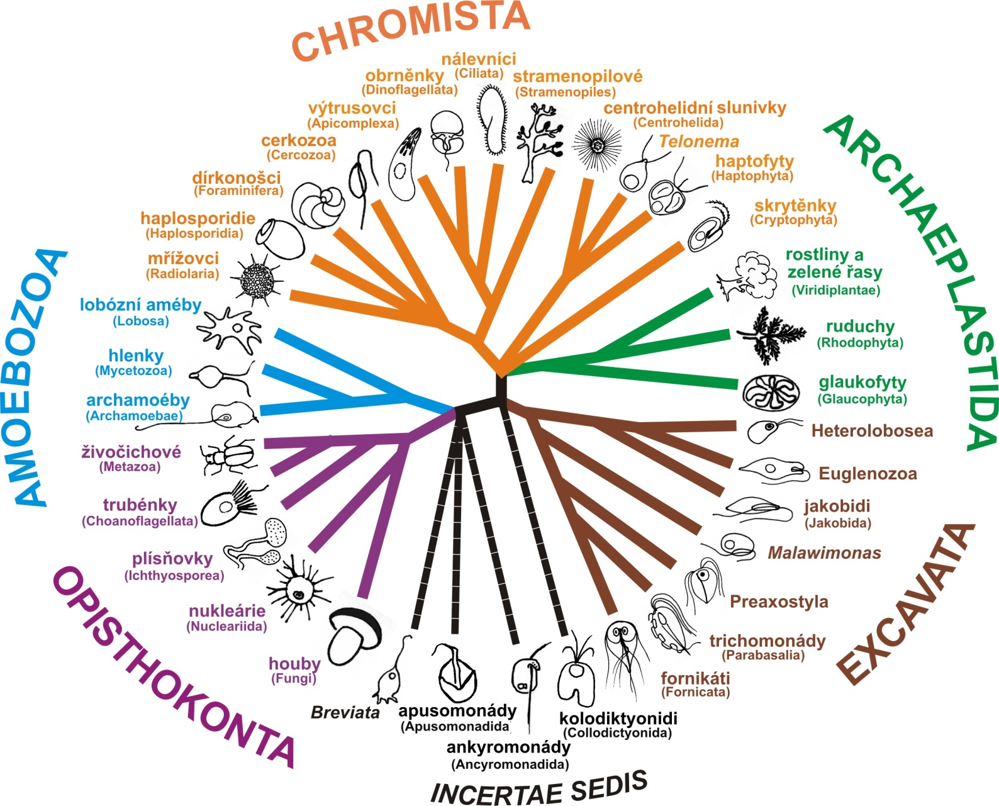 CHROMISTA
nálevníci
(Ciliata)
obrněnky
(Dinoflagellata)
stramenopilové
(Stramenopiles)
výtrusovci
(Apicomplexa)
centrohelidní slunivky
(Centrohelida)
cerkozoa
(Cercozoa)
Telonema
haptofyty
(Haptophyta)
dírkonošci
(Foraminifera)
skrytěnky
(Cryptophyta)
haplosporidie
(Haplosporidia)
mřížovci
(Radiolaria)
ARCHAEPLASTIDA
rostliny a
zelené řasy
(Viridiplantae)
ruduchy
(Rhodophyta)
glaukofyty
(Glaucophyta)
AMOEBOZOA
lobózní améby
(Lobosa)
hlenky
(Mycetozoa)
archamoéby
(Archamoebae)
EXCAVATA
Heterolobosea
Euglenozoa
jakobidi
(Jakobida)
Malawimonas
Preaxostyla
trichomonády
(Parabasalia)
fornikáti
(Fornicata)
OPISTHOKONTA
živočichové
(Metazoa)
trubénky
(Choanoflagellata)
plísňovky
(Ichthyosporea)
nukleárie
(Nucleariida)
houby
(Fungi)
Breviata
apusomonády
(Apusomonadida
ankyromonády
(Ancyromonadida)
kolodiktyonidi
(Collodictyonida)
INCERTAE SEDIS